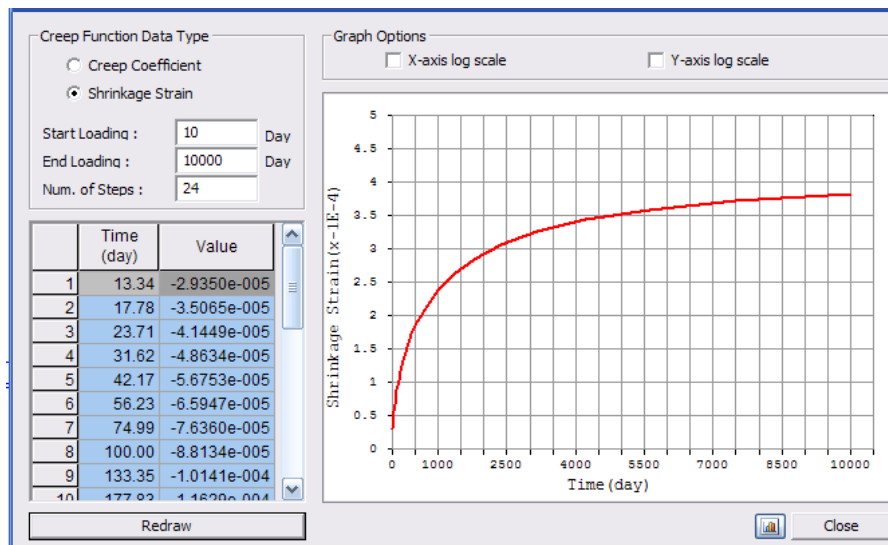 Creep Function Data Type
Creep Coefficient
Shrinkage Strain
Start Loading : 10 Day
End Loading : 10000 Day
Num. of Steps : 24
Time (day) Value
1 13.34 -2.9350e-005
2 17.78 -3.5065e-005
3 23.71 -4.1449e-005
4 31.62 -4.8634e-005
5 42.17 -5.6753e-005
6 56.23 -6.5947e-005
7 74.99 -7.6360e-005
8 100.00 -8.8134e-005
9 133.35 -1.0141e-004
10 177.83 -1.1629e-004
Redraw
Graph Options
X-axis log scale Y-axis log scale
5
4.5
4
3.5
3
2.5
2
1.5
1
0.5
0
Shrinkage Strain(x-1E-4)
0 1000 2500 4000 5500 7000 8500 10000
Time(day)
Close